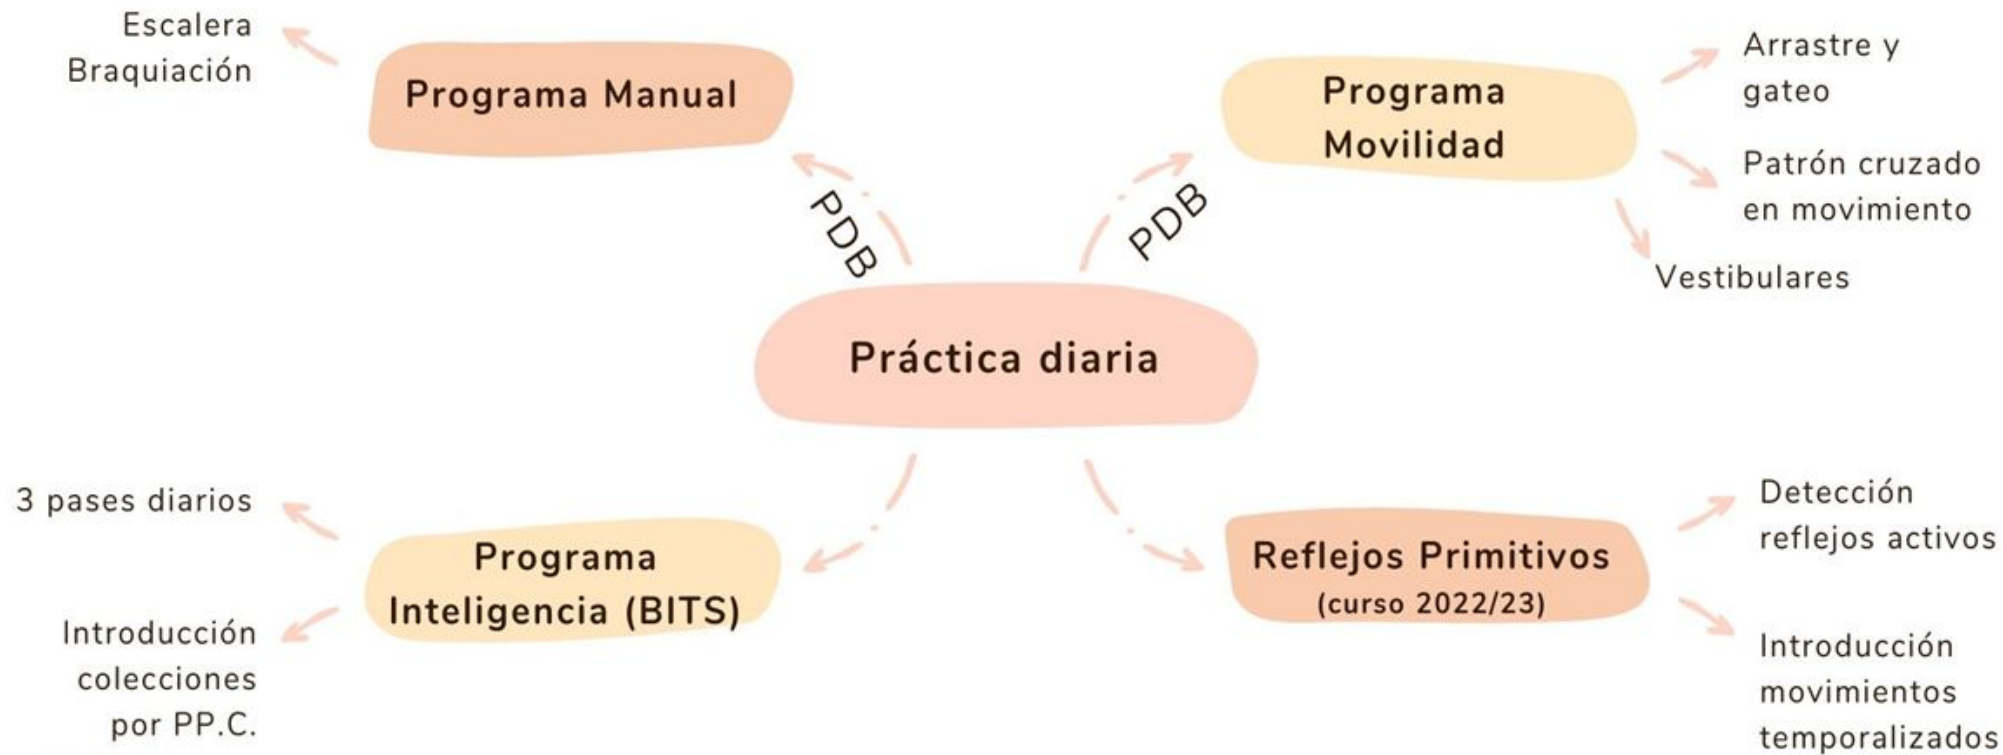 Escalera
Braquiación
Programa Manual
PDB
Programa
Movilidad
PDB
Arrastre y
gateo
Patrón cruzado
en movimiento
Vestibulares
Práctica diaria
3 pases diarios
Introducción
colecciones
por PP.C.
Programa
Inteligencia (BITS)
Reflejos Primitivos
(curso 2022/23)
Detección
reflejos activos
Introducción
movimientos
temporalizados